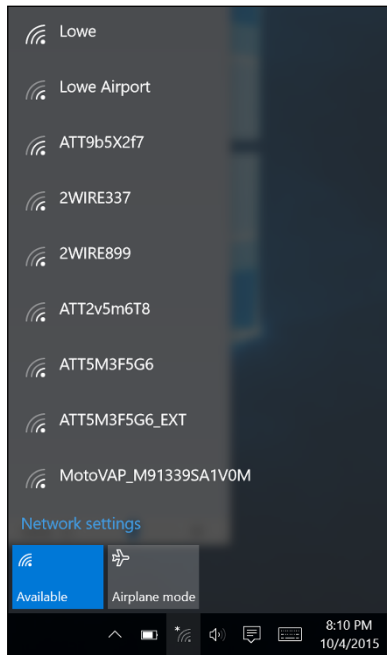 Lowe
Lowe Airport
ATT9b5X2f7
2WIRE337
2WIRE899
ATT2v5m6T8
ATT5M3F5G6
ATT5M3F5G6_EXT
MotoVAP_M91339SA1V0M
Network settings
Available
Airplane mode
8:10 PM
10/4/2015